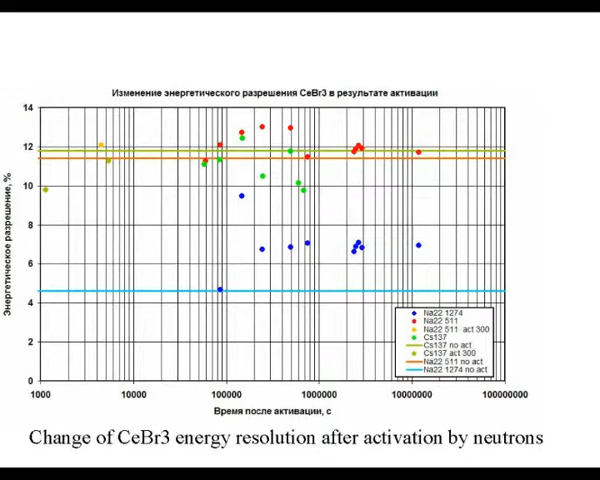 Изменение энергетического разрешения CeBr3 в результате активации
Энергетическое разрешение, %
14
12
10
8
6
4
2
0
1000 10000 100000 1000000 10000000 100000000
Время после активации, с
Na22 1274
Na22 511
Na22 511 act 300
Cs137
Cs137 no act
Cs137 act 300
Na22 511 no act
Na22 1274 no act
Change of CeBr3 energy resolution after activation by neutrons